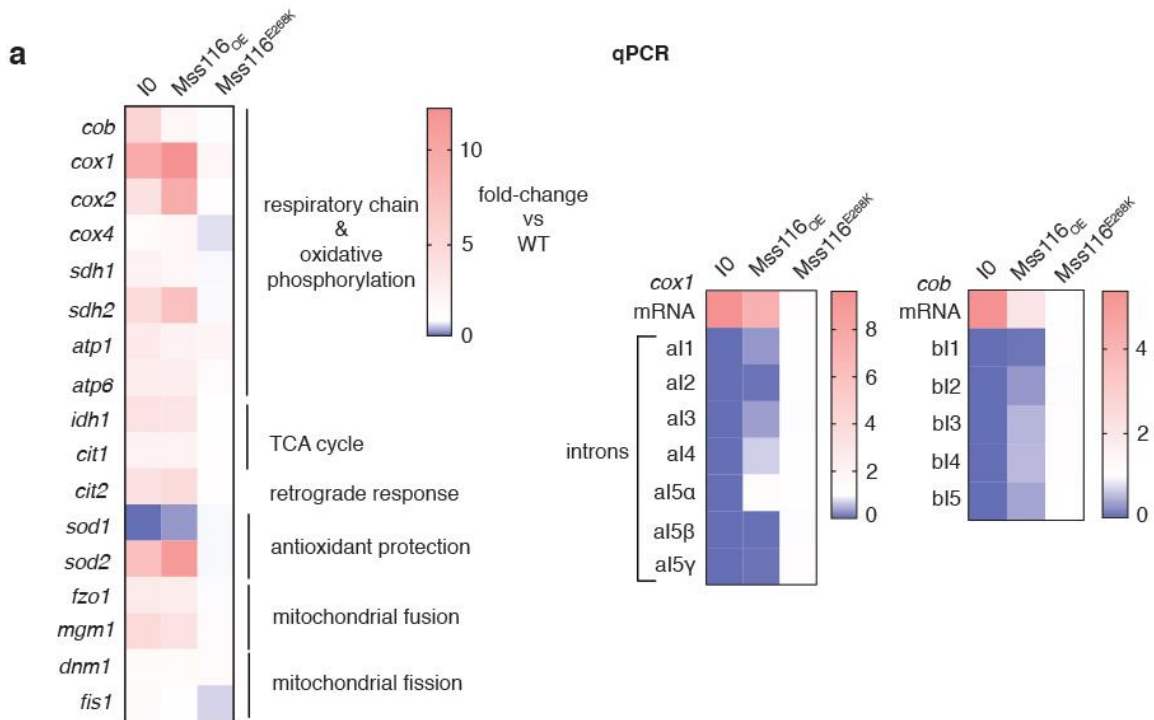 a
I0
Mss116OE
Mss116E268K
cob
cox1
cox2
cox4
sdh1
sdh2
atp1
atp6
idh1
cit1
cit2
sod1
sod2
fzo1
mgm1
dnm1
fis1
respiratory chain
&
oxidative
phosphorylation
TCA cycle
retrograde response
antioxidant protection
mitochondrial fusion
mitochondrial fission
10
5
0
fold-change
vs
WT
qPCR
cox1
mRNA
I0
Mss116OE
Mss116E268K
introns
aI1
aI2
aI3
aI4
aI5α
aI5β
aI5γ
8
6
4
2
0
cob
mRNA
I0
Mss116OE
Mss116E268K
bI1
bI2
bI3
bI4
bI5
4
2
0